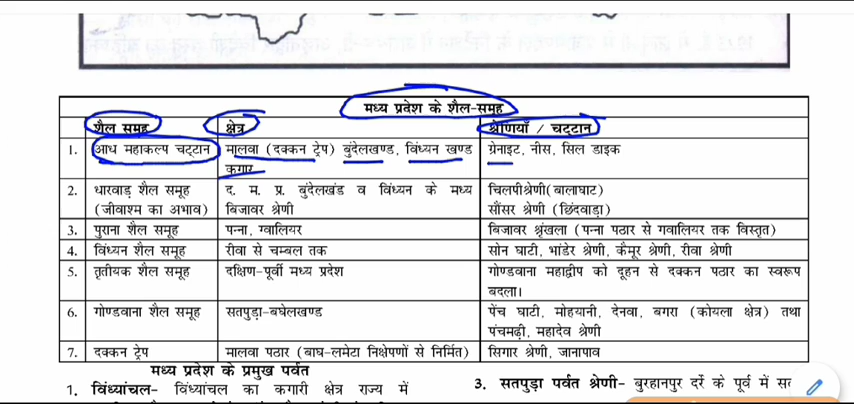 मध्य प्रदेश के शैल-समूह
शैल समूह क्षेत्र श्रेणियाँ / चट्टान
1. आध महाकल्प चट्टान मालवा (दक्कन ट्रेप) बुंदेलखण्ड, विंध्यन खण्ड ग्रेनाइट, नीस, सिल डाइक
कगार
2. धारवाड़ शैल समूह द. म. प्र. बुंदेलखंड व विंध्यन के मध्य चिलपीश्रेणी(बालाघाट)
(जीवाश्म का अभाव) बिजावर श्रेणी सौंसर श्रेणी (छिंदवाड़ा)
3. पुराना शैल समूह पन्ना, ग्वालियर बिजावर श्रृंखला (पन्ना पठार से गवालियर तक विस्तृत)
4. विंध्यन शैल समूह रीवा से चम्बल तक सोन घाटी, भांडेर श्रेणी, कैमूर श्रेणी, रीवा श्रेणी
5. तृतीयक शैल समूह दक्षिण-पूर्वी मध्य प्रदेश गोण्डवाना महाद्वीप को दूहन से दक्कन पठार का स्वरूप
बदला।
6. गोण्डवाना शैल समूह सतपुड़ा-बघेलखण्ड पेंच घाटी, मोहयानी, देनवा, बगरा (कोयला क्षेत्र) तथा
पंचमढ़ी, महादेव श्रेणी
7. दक्कन ट्रेप मालवा पठार (बाघ-लमेटा निक्षेपणों से निर्मित) सिगार श्रेणी, जानापाव
मध्य प्रदेश के प्रमुख पर्वत
1. विंध्यांचल- विंध्यांचल का कगारी क्षेत्र राज्य में
3. सतपुड़ा पर्वत श्रेणी- बुरहानपुर दर्रे के पूर्व में